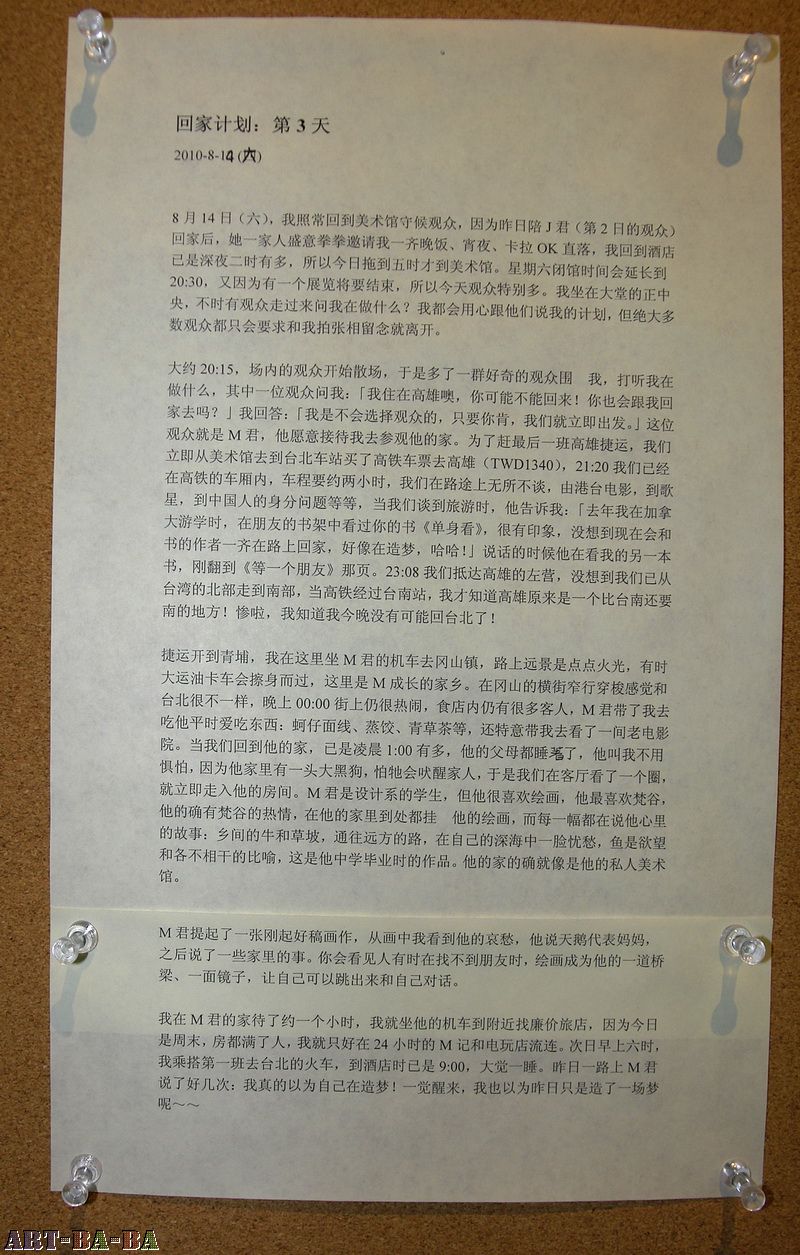 回家计划：第 3 天
2010-8-14 (六)
8 月 14 日（六），我照常回到美术馆守候观众，因为昨日陪 J 君（第 2 日的观众）
回家后，她一家人盛意拳拳邀请我一齐晚饭、宵夜、卡拉 OK 直落，我回到酒店
已是深夜二时有多，所以今日拖到五时才到美术馆。星期六闭馆时间会延长到
20:30，又因为有一个展览将要结束，所以今天观众特别多。我坐在大堂的正中
央，不时有观众走过来问我在做什么？我都会用心跟他们说我的计划，但绝大多
数观众都只会要求和我拍张相留念就离开。
大约 20:15，场内的观众开始散场，于是多了一群好奇的观众围　我，打听我在
做什么，其中一位观众问我：「我住在高雄噢，你可能不能回来！你也会跟我回
家去吗？」我回答：「我是不会选择观众的，只要你肯，我们就立即出发。」这位
观众就是 M 君，他愿意接待我去参观他的家。为了赶最后一班高雄捷运，我们
立即从美术馆去到台北车站买了高铁车票去高雄（TWD1340），21:20 我们已经
在高铁的车厢内，车程要约两小时，我们在路途上无所不谈，由港台电影，到歌
星，到中国人的身分问题等等，当我们谈到旅游时，他告诉我：「去年我在加拿
大游学时，在朋友的书架中看过你的书《单身看》，很有印象，没想到现在会和
书的作者一齐在路上回家，好像在造梦，哈哈！」说话的时候他在看我的另一本
书，刚翻到《等一个朋友》那页。23:08 我们抵达高雄的左营，没想到我们已从
台湾的北部走到南部，当高铁经过台南站，我才知道高雄原来是一个比台南还要
南的地方！惨啦，我知道我今晚没有可能回台北了！
捷运开到青埔，我在这里坐 M 君的机车去冈山镇，路上远景是点点火光，有时
大运油卡车会擦身而过，这里是 M 成长的家乡。在冈山的横街窄行穿梭感觉和
台北很不一样，晚上 00:00 街上仍很热闹，食店内仍有很多客人，M 君带了我去
吃他平时爱吃东西：蚵仔面线、蒸饺、青草茶等，还特意带我去看了一间老电影
院。当我们回到他的家，已是凌晨 1:00 有多，他的父母都睡着了，他叫我不用
惧怕，因为他家里有一头大黑狗，怕牠会吠醒家人，于是我们在客厅看了一个圈，
就立即走入他的房间。M 君是设计系的学生，但他很喜欢绘画，他最喜欢梵谷，
他的确有梵谷的热情，在他的家里到处都挂　他的绘画，而每一幅都在说他心里
的故事：乡间的牛和草坡，通往远方的路，在自己的深海中一脸忧愁，鱼是欲望
和各不相干的比喻，这是他中学毕业时的作品。他的家的确就像是他的私人美术
馆。
M 君提起了一张刚起好稿画作，从画中我看到他的哀愁，他说天鹅代表妈妈，
之后说了一些家里的事。你会看见人有时在找不到朋友时，绘画成为他的一道桥
梁、一面镜子，让自己可以跳出来和自己对话。
我在 M 君的家待了约一个小时，我就坐他的机车到附近找廉价旅店，因为今日
是周末，房都满了人，我就只好在 24 小时的 M 记和电玩店流连。次日早上六时，
我乘搭第一班去台北的火车，到酒店时已是 9:00，大觉一睡。昨日一路上 M 君
说了好几次：我真的以为自己在造梦！一觉醒来，我也以为昨日只是造了一场梦
呢～～
ART-BA-BA